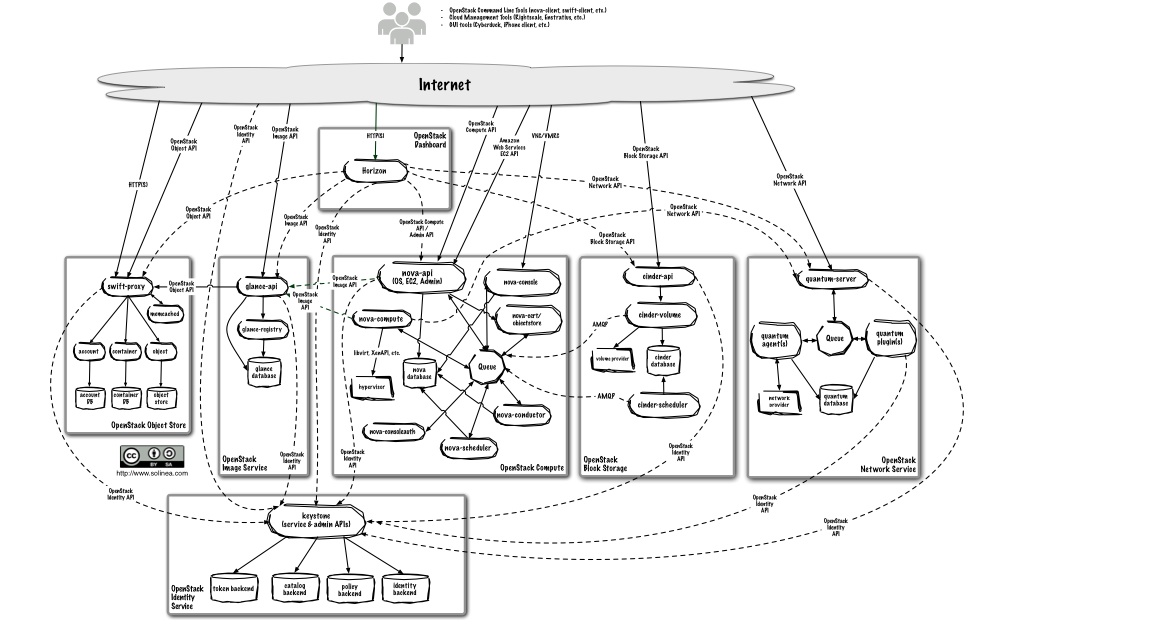 - OpenStack Command Line Tools (nova-client, swift-client, etc.)
- Cloud Management Tools (Rightscale, Enstratius, etc.)
- GUI tools (Cyberduck, iPhone client, etc.)
Internet
HTTP(S)
OpenStack
Object API
OpenStack
Identity
API
OpenStack
Image API
HTTP(S)
OpenStack
Dashboard
Horizon
OpenStack
Compute API
Amazon
Web Services
EC2 API
VNC/VMRC
OpenStack
Block Storage API
OpenStack
Network API
OpenStack
Network API
OpenStack
Network API
OpenStack
Object API
OpenStack
Image API
OpenStack
Identity
API
OpenStack Compute
API /
Admin API
OpenStack
Block Storage API
swift-proxy
OpenStack
Object API
memcached
account
container
object
account
DB
container
DB
object
store
OpenStack Object Store
glance-api
OpenStack
Image API
OpenStack
Image
API
glance-registry
glance
database
OpenStack
Identity
API
OpenStack
Image Service
nova-api
(OS, EC2, Admin)
nova-console
nova-compute
nova-cert/
objectstore
libvirt, XenAPI, etc.
hypervisor
nova
database
Queue
nova-conductor
nova-consoleauth
nova-scheduler
OpenStack
Identity
API
OpenStack Compute
cinder-api
cinder-volume
AMQP
volume provider
cinder
database
AMQP
cinder-scheduler
OpenStack
Identity
API
OpenStack
Block Storage
quantum-server
quantum
agent(s)
Queue
quantum
plugin(s)
network
provider
quantum
database
OpenStack
Network Service
CC
BY SA
http://www.solinea.com
OpenStack
Identity
API
OpenStack
Identity
API
OpenStack
Identity
API
keystone
(service & admin APIs)
token backend
catalog
backend
policy
backend
identity
backend
OpenStack
Identity
Service